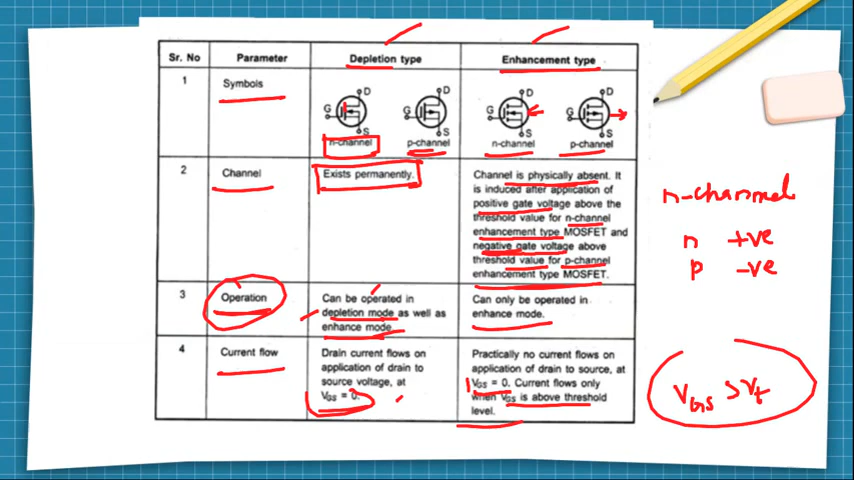 Sr. No Parameter Depletion type Enhancement type
1 Symbols
D D D D
G G G G
S S S S
n-channel p-channel n-channel p-channel
2 Channel
Exists permanently.
Channel is physically absent. It
is induced after application of
positive gate voltage above the
threshold value for n-channel
enhancement type MOSFET and
negative gate voltage above
threshold value for p-channel
enhancement type MOSFET.
3 Operation
Can be operated in
depletion mode as well as
enhance mode.
Can only be operated in
enhance mode.
4 Current flow
Drain current flows on
application of drain to
source voltage, at
VGS = 0.
Practically no current flows on
application of drain to source, at
VGS = 0. Current flows only
when VGS is above threshold
level.
n-channel
n +ve
p -ve
VGS > Vt